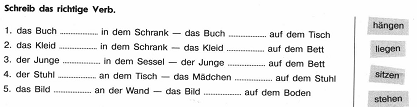 Schreib das richtige Verb.
1. das Buch .................. in dem Schrank — das Buch .................. auf dem Tisch
2. das Kleid .................. in dem Schrank — das Kleid .................. auf dem Bett
3. der Junge .................. in dem Sessel — der Junge .................. auf dem Bett
4. der Stuhl .................. an dem Tisch — das Mädchen .................. auf dem Stuhl
5. das Bild .................. an der Wand — das Bild .................. auf dem Boden
hängen
liegen
sitzen
stehen